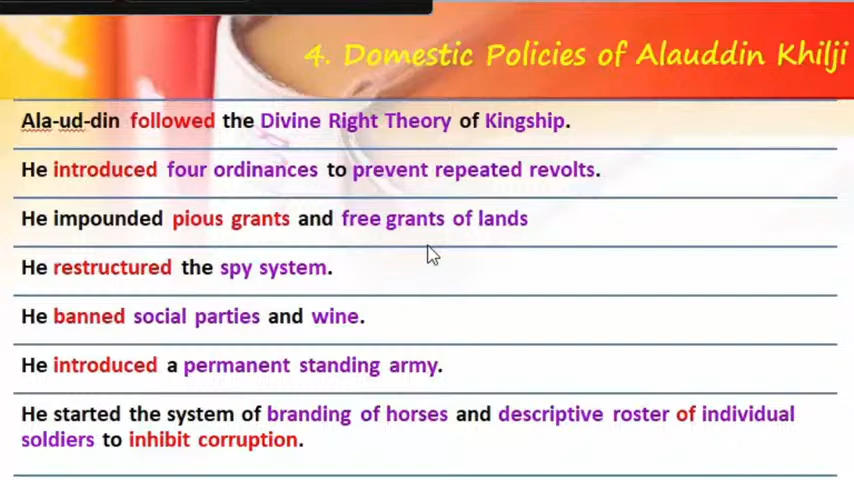 4. Domestic Policies of Alauddin Khilji
Ala-ud-din followed the Divine Right Theory of Kingship.
He introduced four ordinances to prevent repeated revolts.
He impounded pious grants and free grants of lands
He restructured the spy system.
He banned social parties and wine.
He introduced a permanent standing army.
He started the system of branding of horses and descriptive roster of individual
soldiers to inhibit corruption.